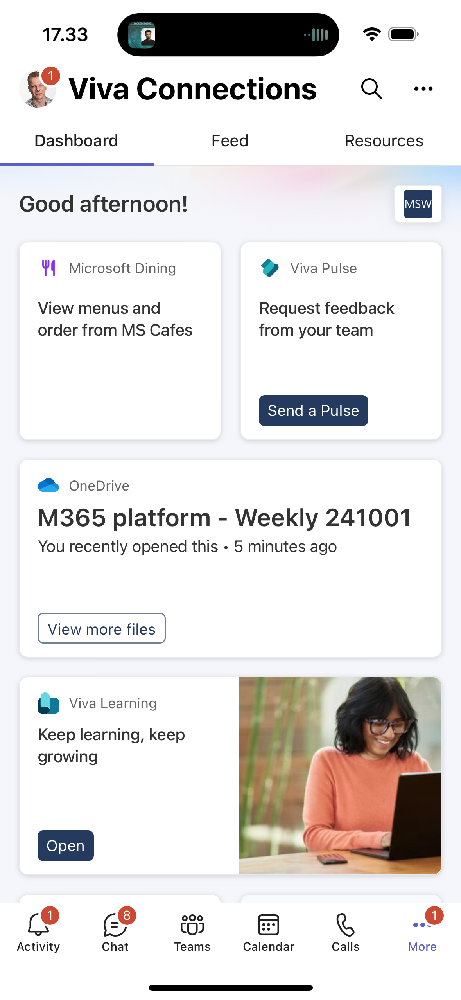 17.33
JACKED RADIO
1
Viva Connections
Dashboard
Feed
Resources
Good afternoon!
MSW
Microsoft Dining
View menus and
order from MS Cafes
Viva Pulse
Request feedback
from your team
Send a Pulse
OneDrive
M365 platform - Weekly 241001
You recently opened this • 5 minutes ago
View more files
Viva Learning
Keep learning, keep
growing
Open
1
Activity
8
Chat
Teams
Calendar
Calls
1
More